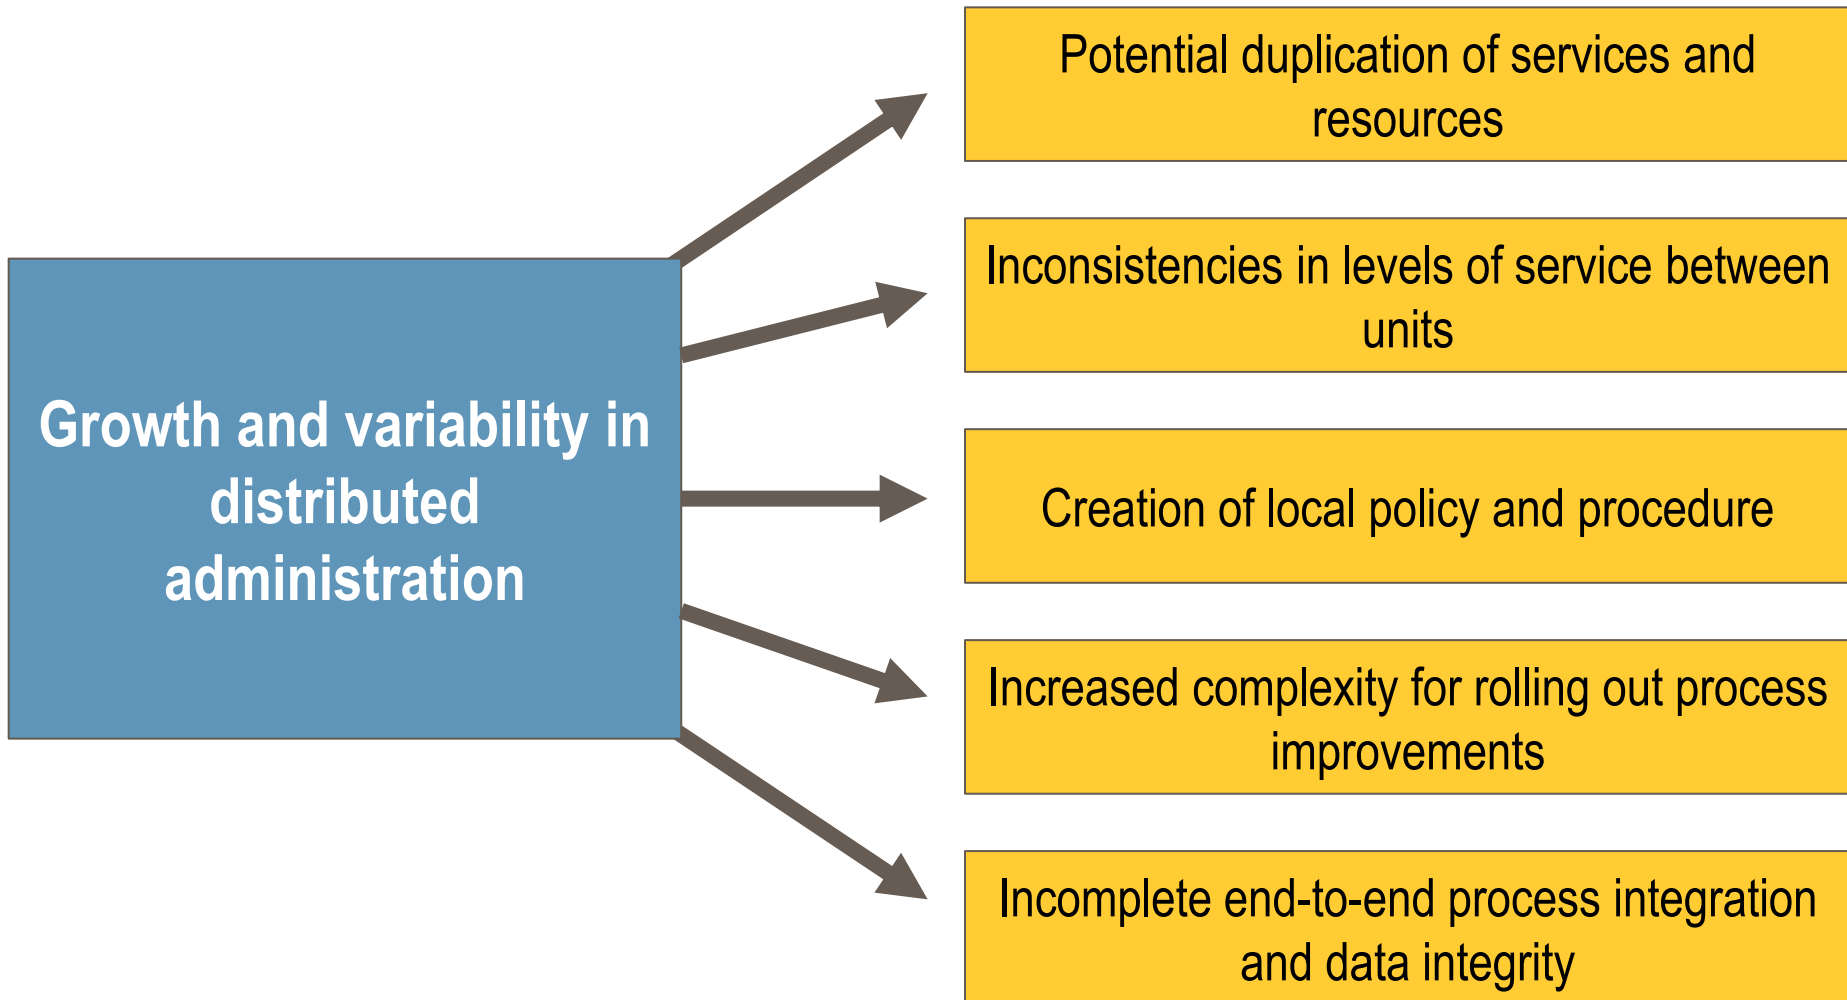 Growth and variability in
distributed
administration
Potential duplication of services and
resources
Inconsistencies in levels of service between
units
Creation of local policy and procedure
Increased complexity for rolling out process
improvements
Incomplete end-to-end process integration
and data integrity